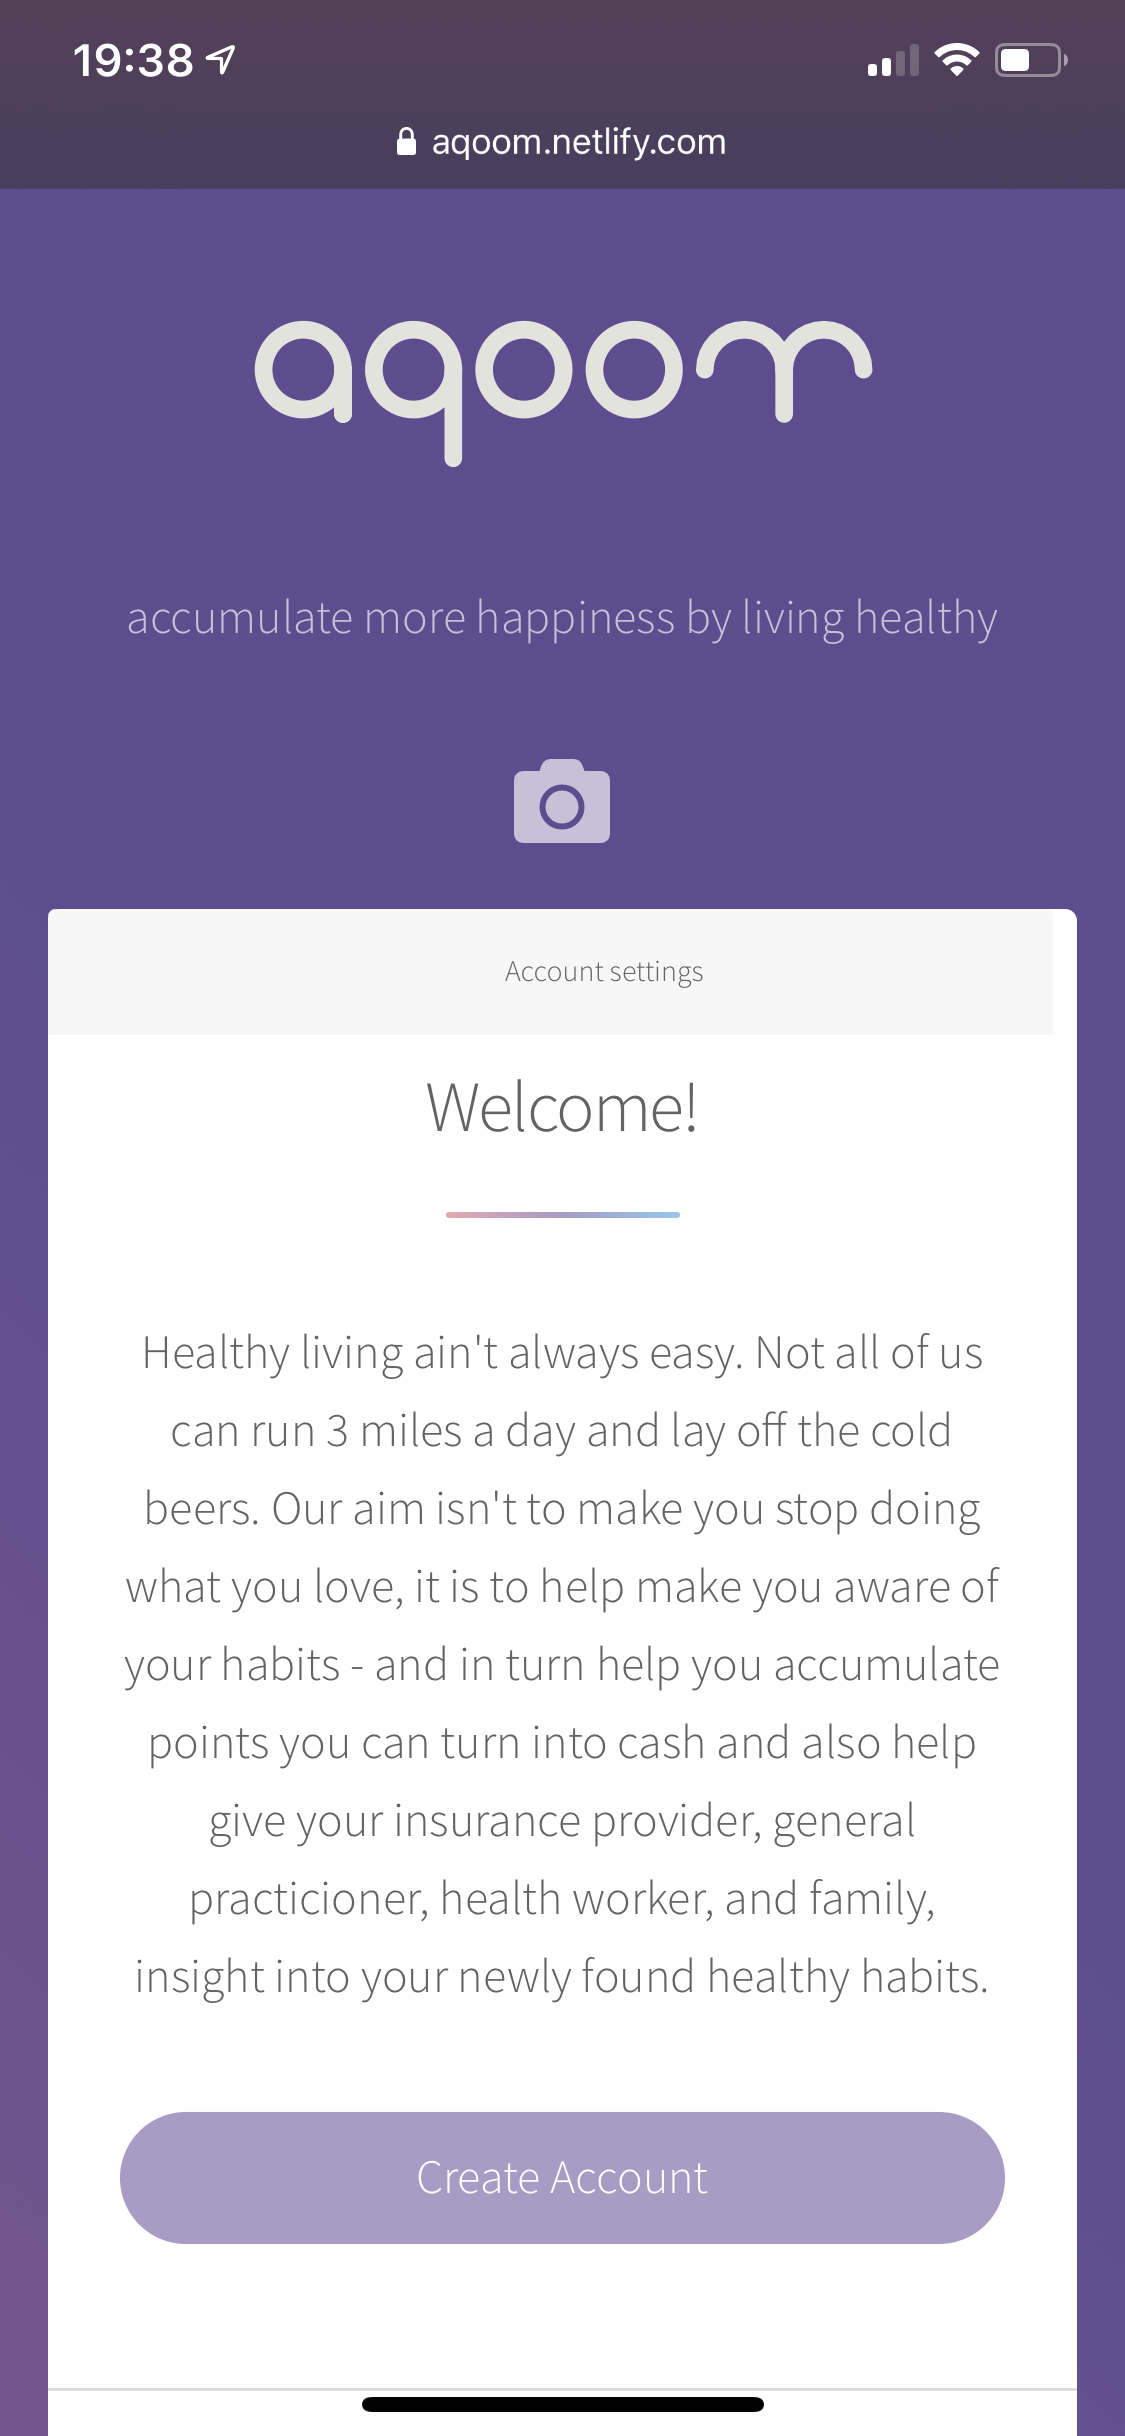 19:38
aqoom.netlify.com
aqoom
accumulate more happiness by living healthy
Account settings
Welcome!
Healthy living ain't always easy. Not all of us
can run 3 miles a day and lay off the cold
beers. Our aim isn't to make you stop doing
what you love, it is to help make you aware of
your habits - and in turn help you accumulate
points you can turn into cash and also help
give your insurance provider, general
practicioner, health worker, and family,
insight into your newly found healthy habits.
Create Account